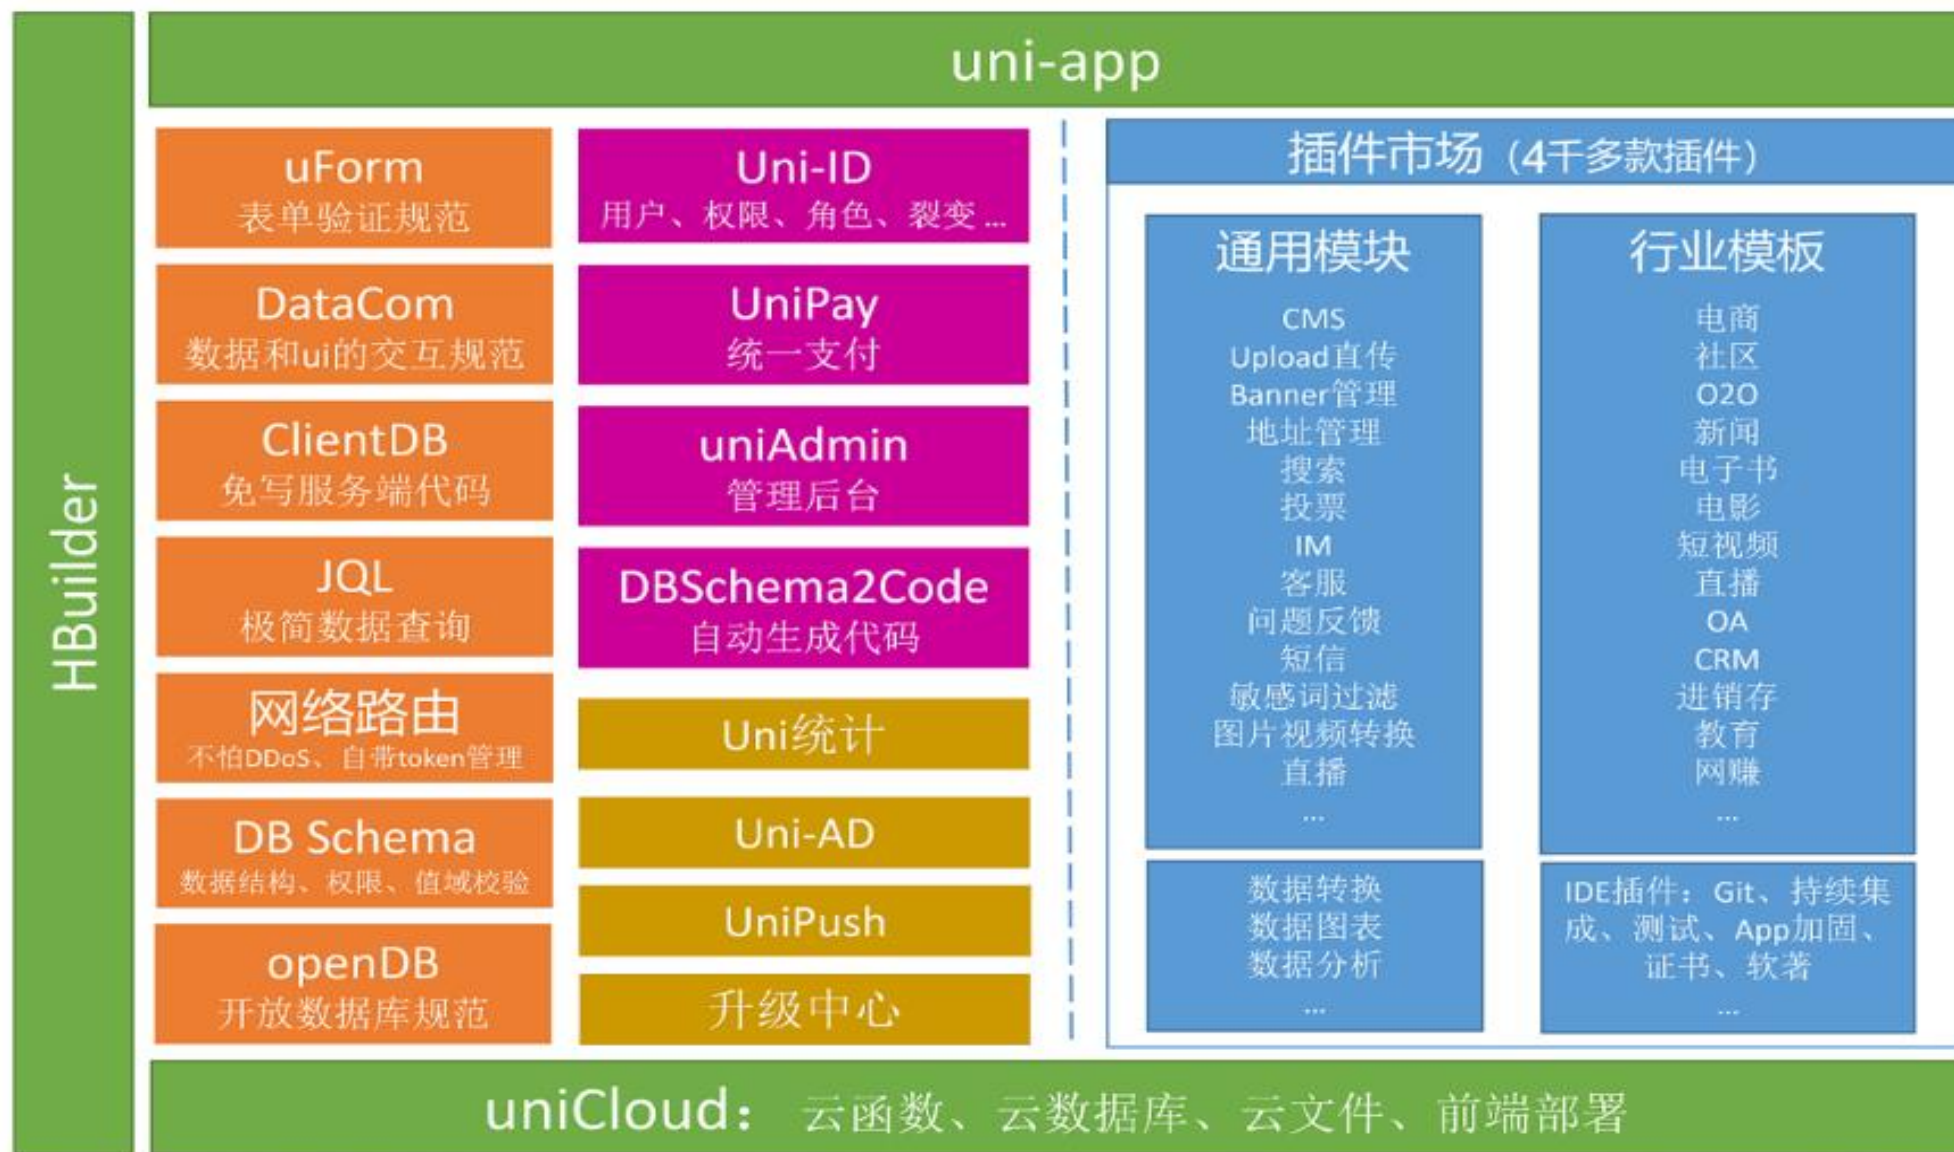 uni-app
HBuilder
uForm
表单验证规范
DataCom
数据和ui的交互规范
ClientDB
免写服务端代码
JQL
极简数据查询
网络路由
不怕DDoS、自带token管理
DB Schema
数据结构、权限、值域校验
openDB
开放数据库规范
Uni-ID
用户、权限、角色、裂变...
UniPay
统一支付
uniAdmin
管理后台
DBSchema2Code
自动生成代码
Uni统计
Uni-AD
UniPush
升级中心
插件市场（4千多款插件）
通用模块
CMS
Upload直传
Banner管理
地址管理
搜索
投票
IM
客服
问题反馈
短信
敏感词过滤
图片视频转换
直播
...
数据转换
数据图表
数据分析
...
行业模板
电商
社区
O2O
新闻
电子书
电影
短视频
直播
OA
CRM
进销存
教育
网赚
...
IDE插件：Git、持续集
成、测试、App加固、
证书、软著
...
uniCloud：云函数、云数据库、云文件、前端部署